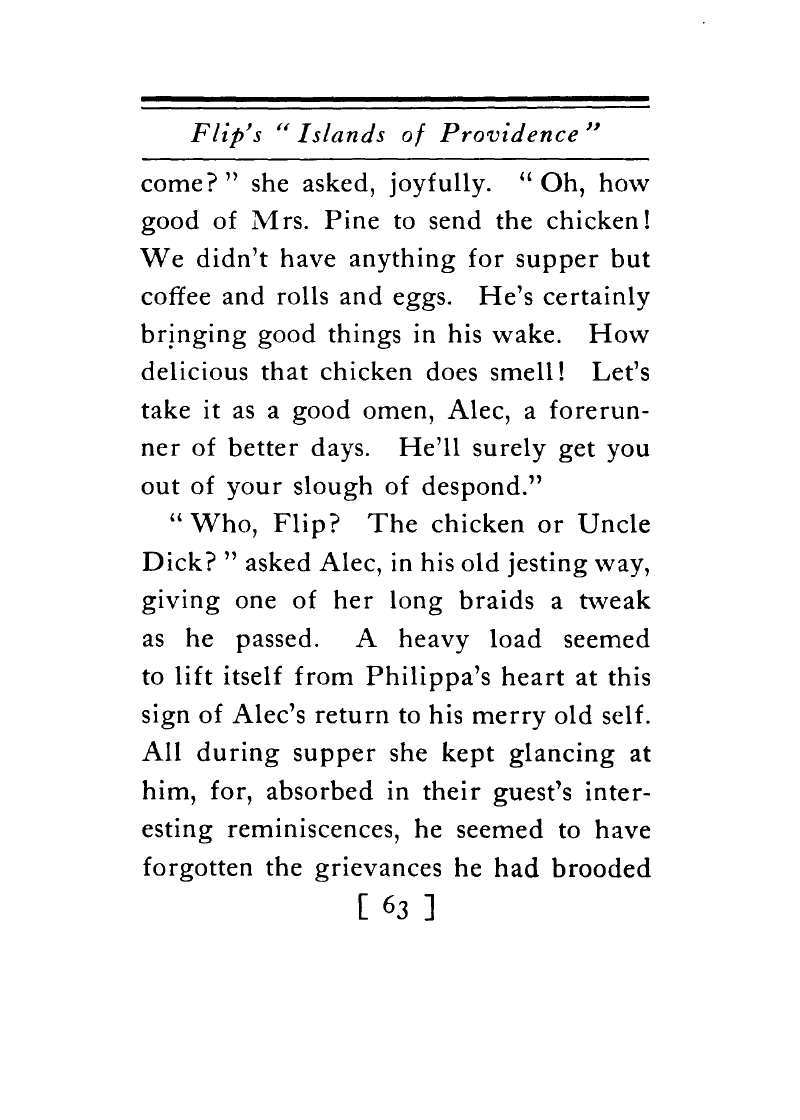 Flip's "Islands of Providence"
come?" she asked, joyfully. "Oh, how
good of Mrs. Pine to send the chicken!
We didn't have anything for supper but
coffee and rolls and eggs. He's certainly
bringing good things in his wake. How
delicious that chicken does smell! Let's
take it as a good omen, Alec, a forerun-
ner of better days. He'll surely get you
out of your slough of despond."
"Who, Flip? The chicken or Uncle
Dick?" asked Alec, in his old jesting way,
giving one of her long braids a tweak
as he passed. A heavy load seemed
to lift itself from Philippa's heart at this
sign of Alec's return to his merry old self.
All during supper she kept glancing at
him, for, absorbed in their guest's inter-
esting reminiscences, he seemed to have
forgotten the grievances he had brooded
[ 63 ]